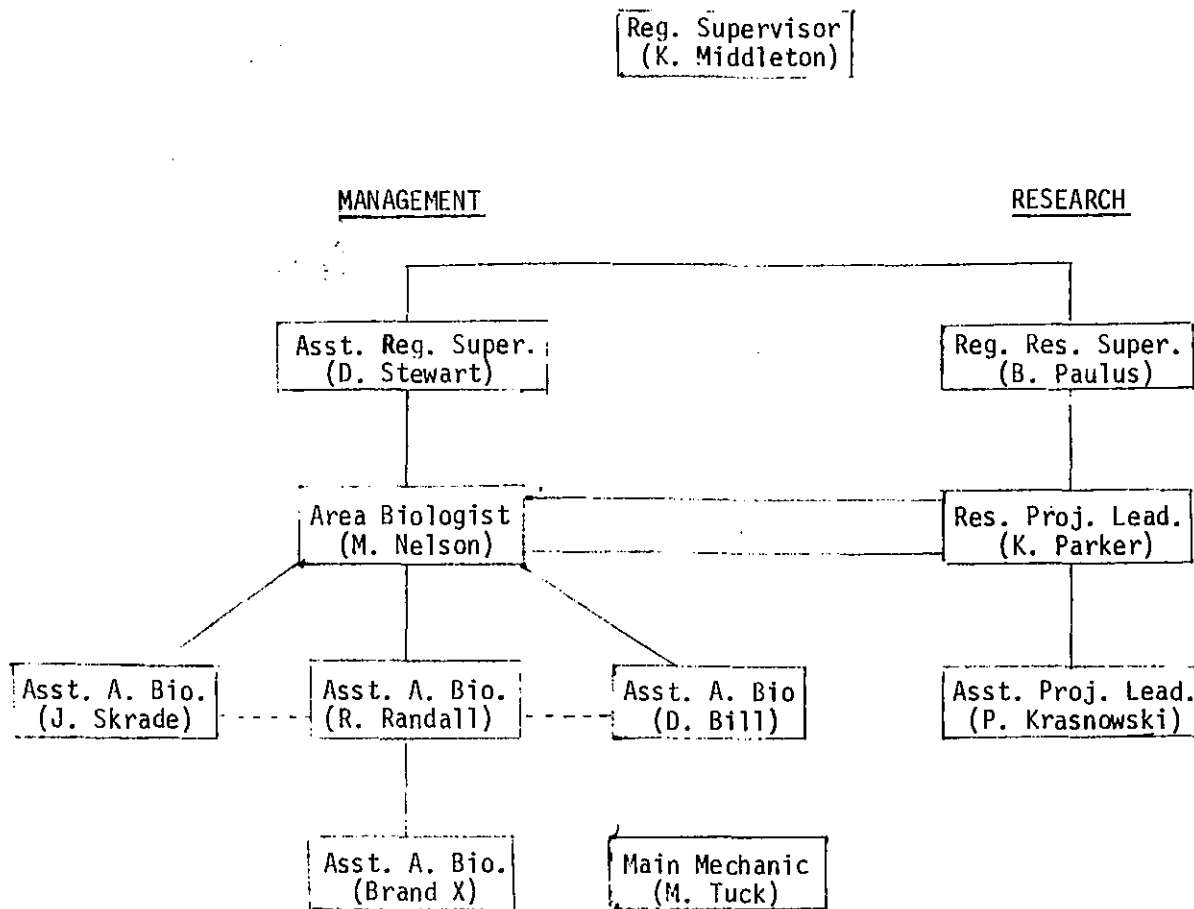 Reg. Supervisor
(K. Middleton)
MANAGEMENT
RESEARCH
Asst. Reg. Super.
(D. Stewart)
Reg. Res. Super.
(B. Paulus)
Area Biologist
(M. Nelson)
Res. Proj. Lead.
(K. Parker)
Asst. A. Bio.
(J. Skrade)
Asst. A. Bio.
(R. Randall)
Asst. A. Bio
(D. Bill)
Asst. Proj. Lead.
(P. Krasnowski)
Asst. A. Bio.
(Brand X)
Main Mechanic
(M. Tuck)